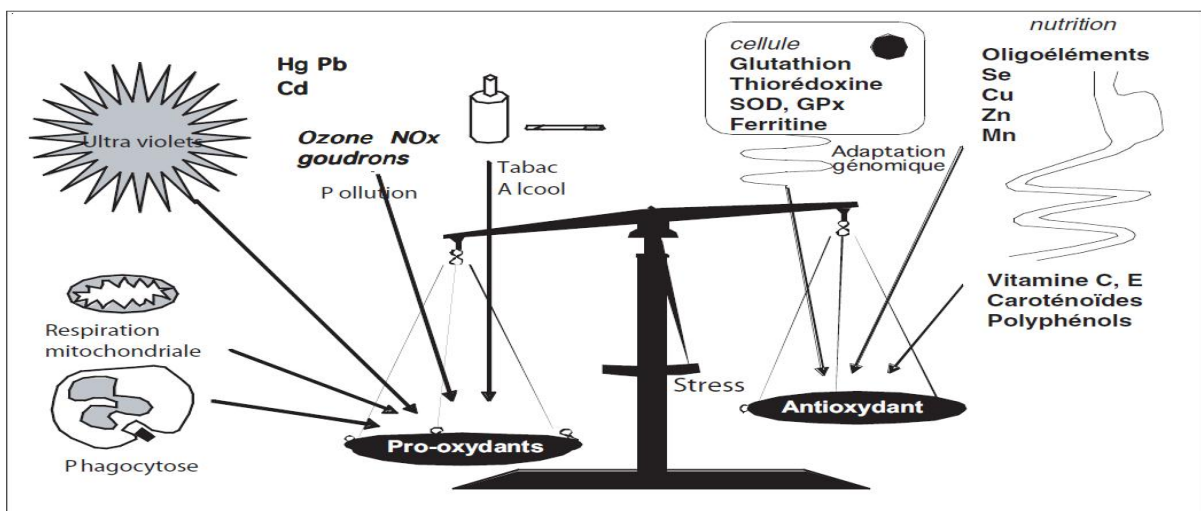 Ultra violets
Hg Pb
Cd
Ozone NOx
goudrons
P ollution
Tabac
A lcool
cellule
Glutathion
Thiorédoxine
SOD, GPx
Ferritine
Adaptation
génomique
nutrition
Oligoéléments
Se
Cu
Zn
Mn
Vitamine C, E
Caroténoïdes
Polyphénols
Respiration
mitochondriale
P hagocytose
Pro-oxydants
Stress
Antioxydant